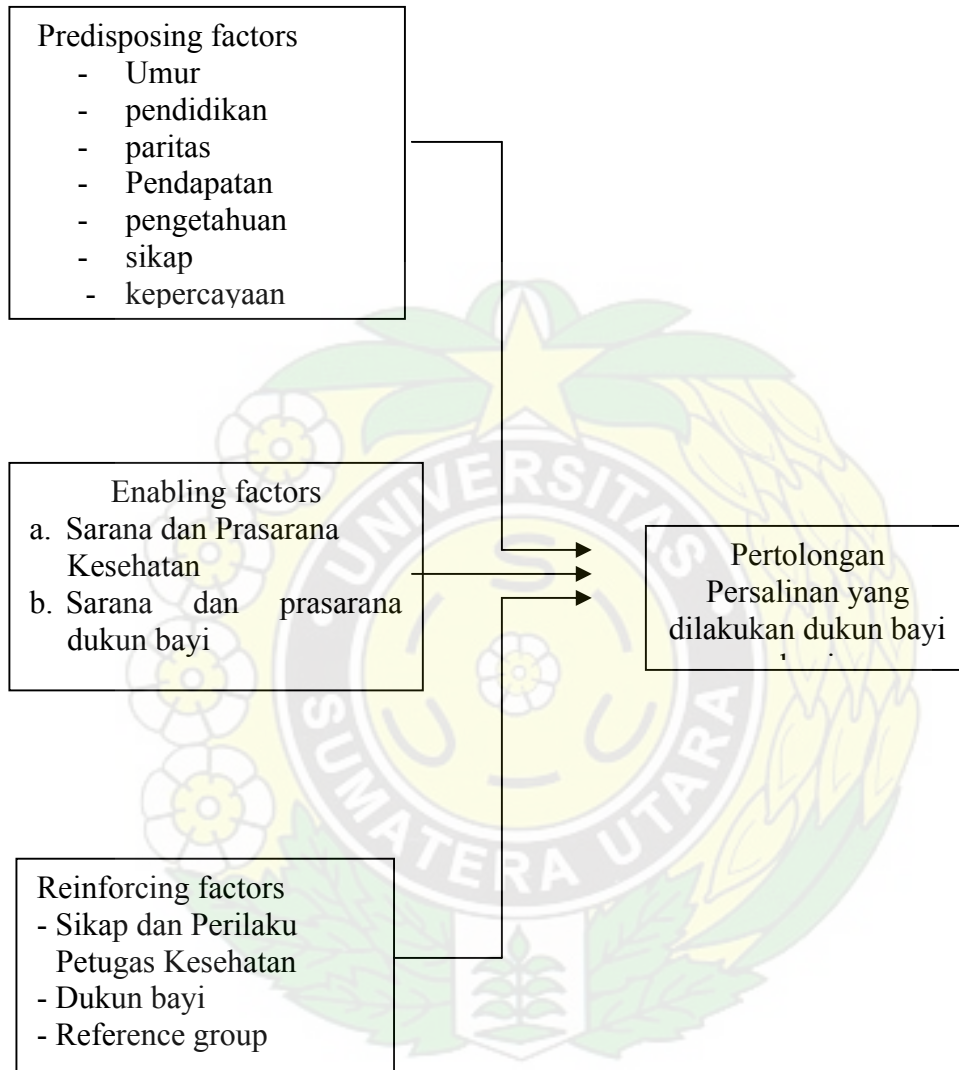 Predisposing factors
- Umur
- pendidikan
- paritas
- Pendapatan
- pengetahuan
- sikap
- kepercayaan
Enabling factors
a. Sarana dan Prasarana
Kesehatan
b. Sarana dan prasarana
dukun bayi
Pertolongan
Persalinan yang
dilakukan dukun bayi
Reinforcing factors
- Sikap dan Perilaku
Petugas Kesehatan
- Dukun bayi
- Reference group
UNIVERSITAS
SUMATERA UTARA